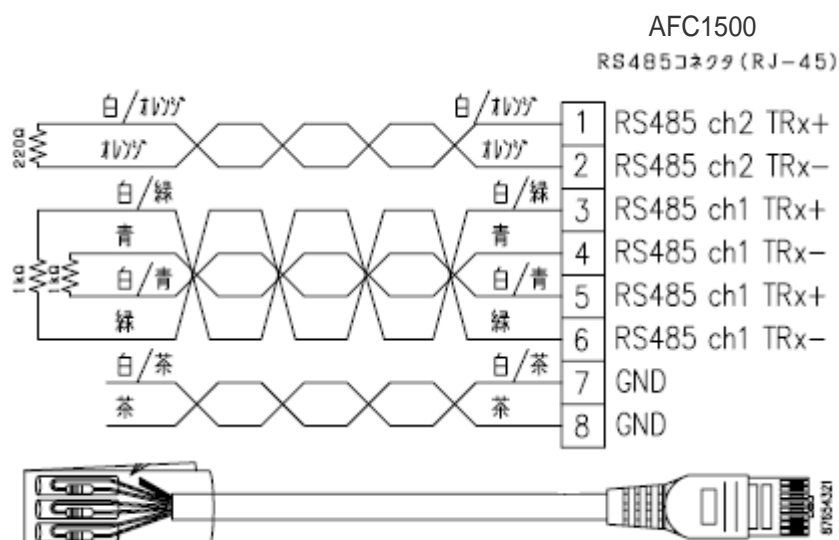 AFC1500
RS485コネクタ(RJ-45)
白/オレンジ 白/オレンジ 1 RS485 ch2 TRx+
220Ω オレンジ オレンジ 2 RS485 ch2 TRx-
白/緑 白/緑 3 RS485 ch1 TRx+
青 青 4 RS485 ch1 TRx-
1kΩ 1kΩ 白/青 白/青 5 RS485 ch1 TRx+
緑 緑 6 RS485 ch1 TRx-
白/茶 白/茶 7 GND
茶 茶 8 GND
87654321